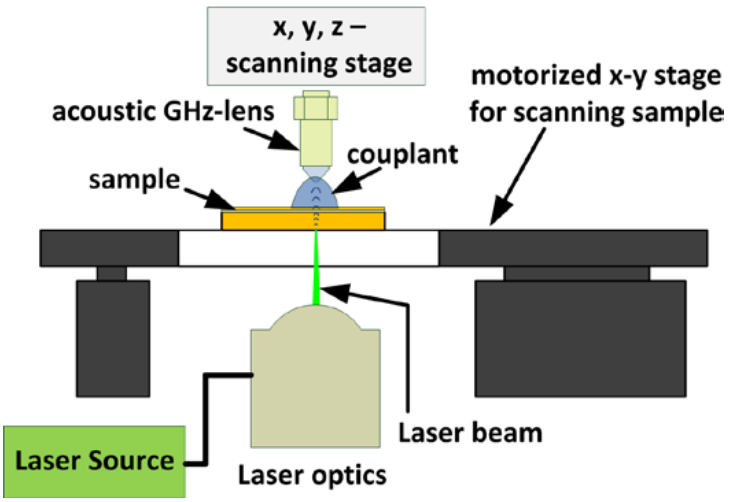 x, y, z –
scanning stage
acoustic GHz-lens
motorized x-y stage
for scanning sample
couplant
sample
Laser beam
Laser Source
Laser optics